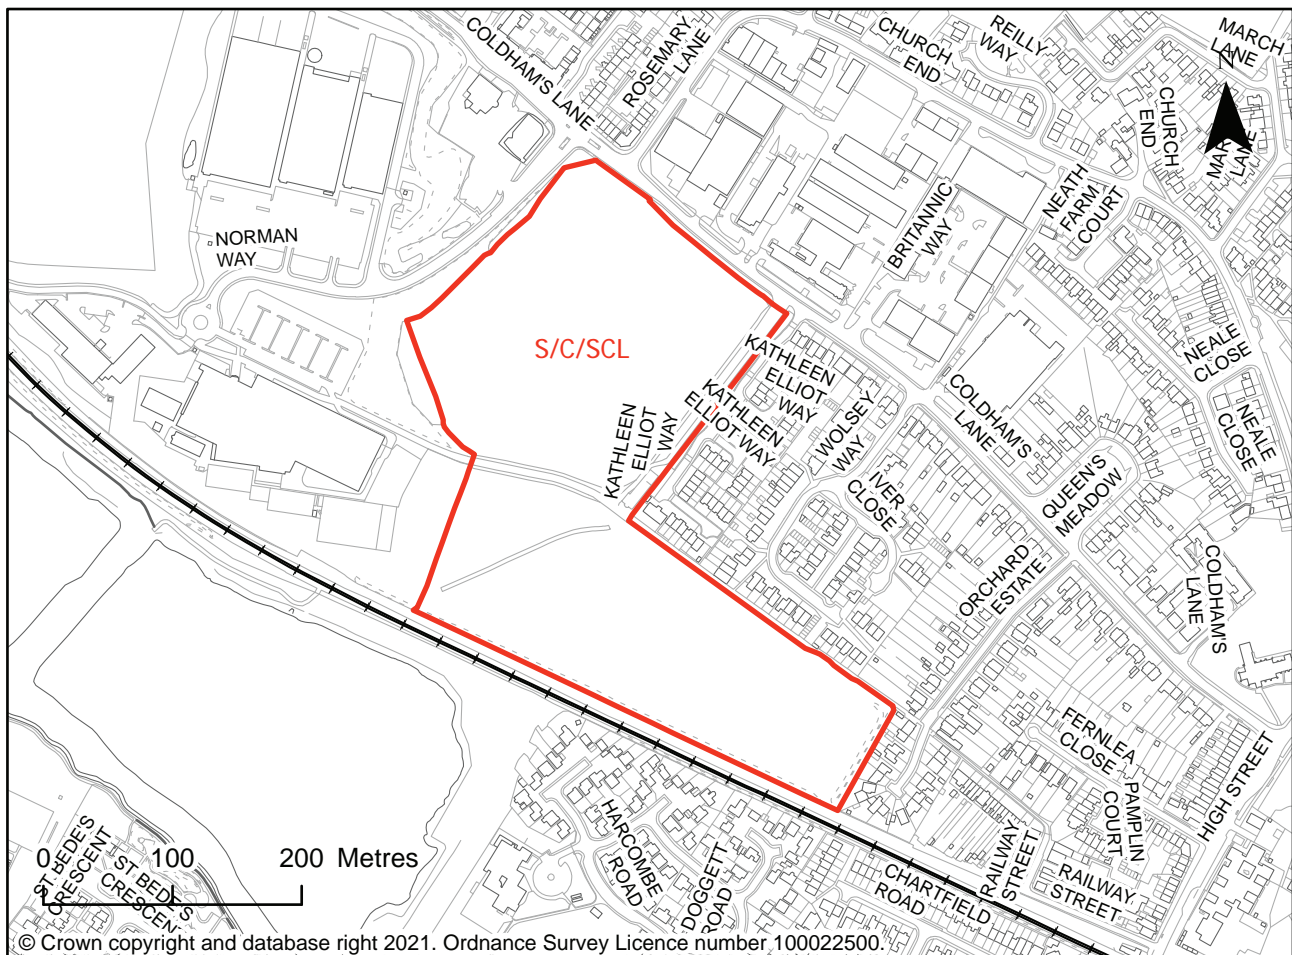 MARCH
LANE
N
REILLY
WAY
CHURCH
END
ROSEMARY
LANE
COLDHAM'S LANE
CHURCH
END
LANE
NEATH
FARM
COURT
BRITANNIC
WAY
NORMAN
WAY
S/C/SCL
KATHLEEN
ELLIOT
WAY
KATHLEEN
ELLIOT WAY
KATHLEEN
ELLIOT
WAY
WOLSEY
WAY
IVER
CLOSE
COLDHAM'S
LANE
NEALE
CLOSE
NEALE
CLOSE
QUEEN'S
MEADOW
ORCHARD
ESTATE
COLDHAM'S
LANE
FERNLEA
CLOSE
PAMPLIN
COURT
HIGH STREET
RAILWAY
STREET
RAILWAY
STREET
CHARTFIELD
ROAD
DOGGETT
ROAD
HARCOMBE
ROAD
ST. BEDE'S
CRESCENT
ST. BEDE'S
CRESCENT
0 100 200 Metres
© Crown copyright and database right 2021. Ordnance Survey Licence number 100022500.